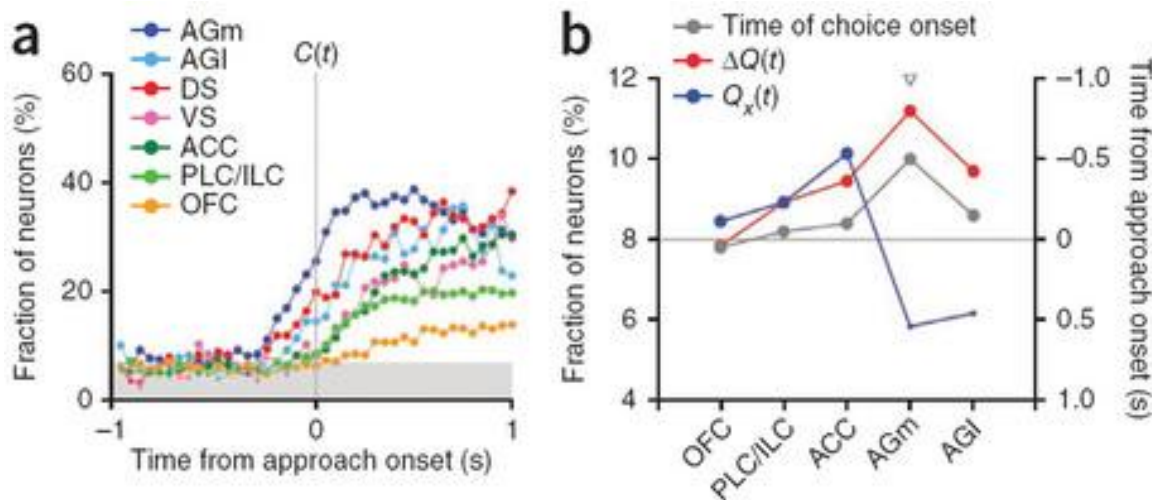 a
AGm
AGl
DS
VS
ACC
PLC/ILC
OFC
C(t)
Fraction of neurons (%)
60
40
20
0
−1
0
1
Time from approach onset (s)
b
Time of choice onset
ΔQ(t)
Qx(t)
Fraction of neurons (%)
12
10
8
6
4
−1.0
−0.5
0
0.5
1.0
Time from approach onset (s)
OFC
PLC/ILC
ACC
AGm
AGl